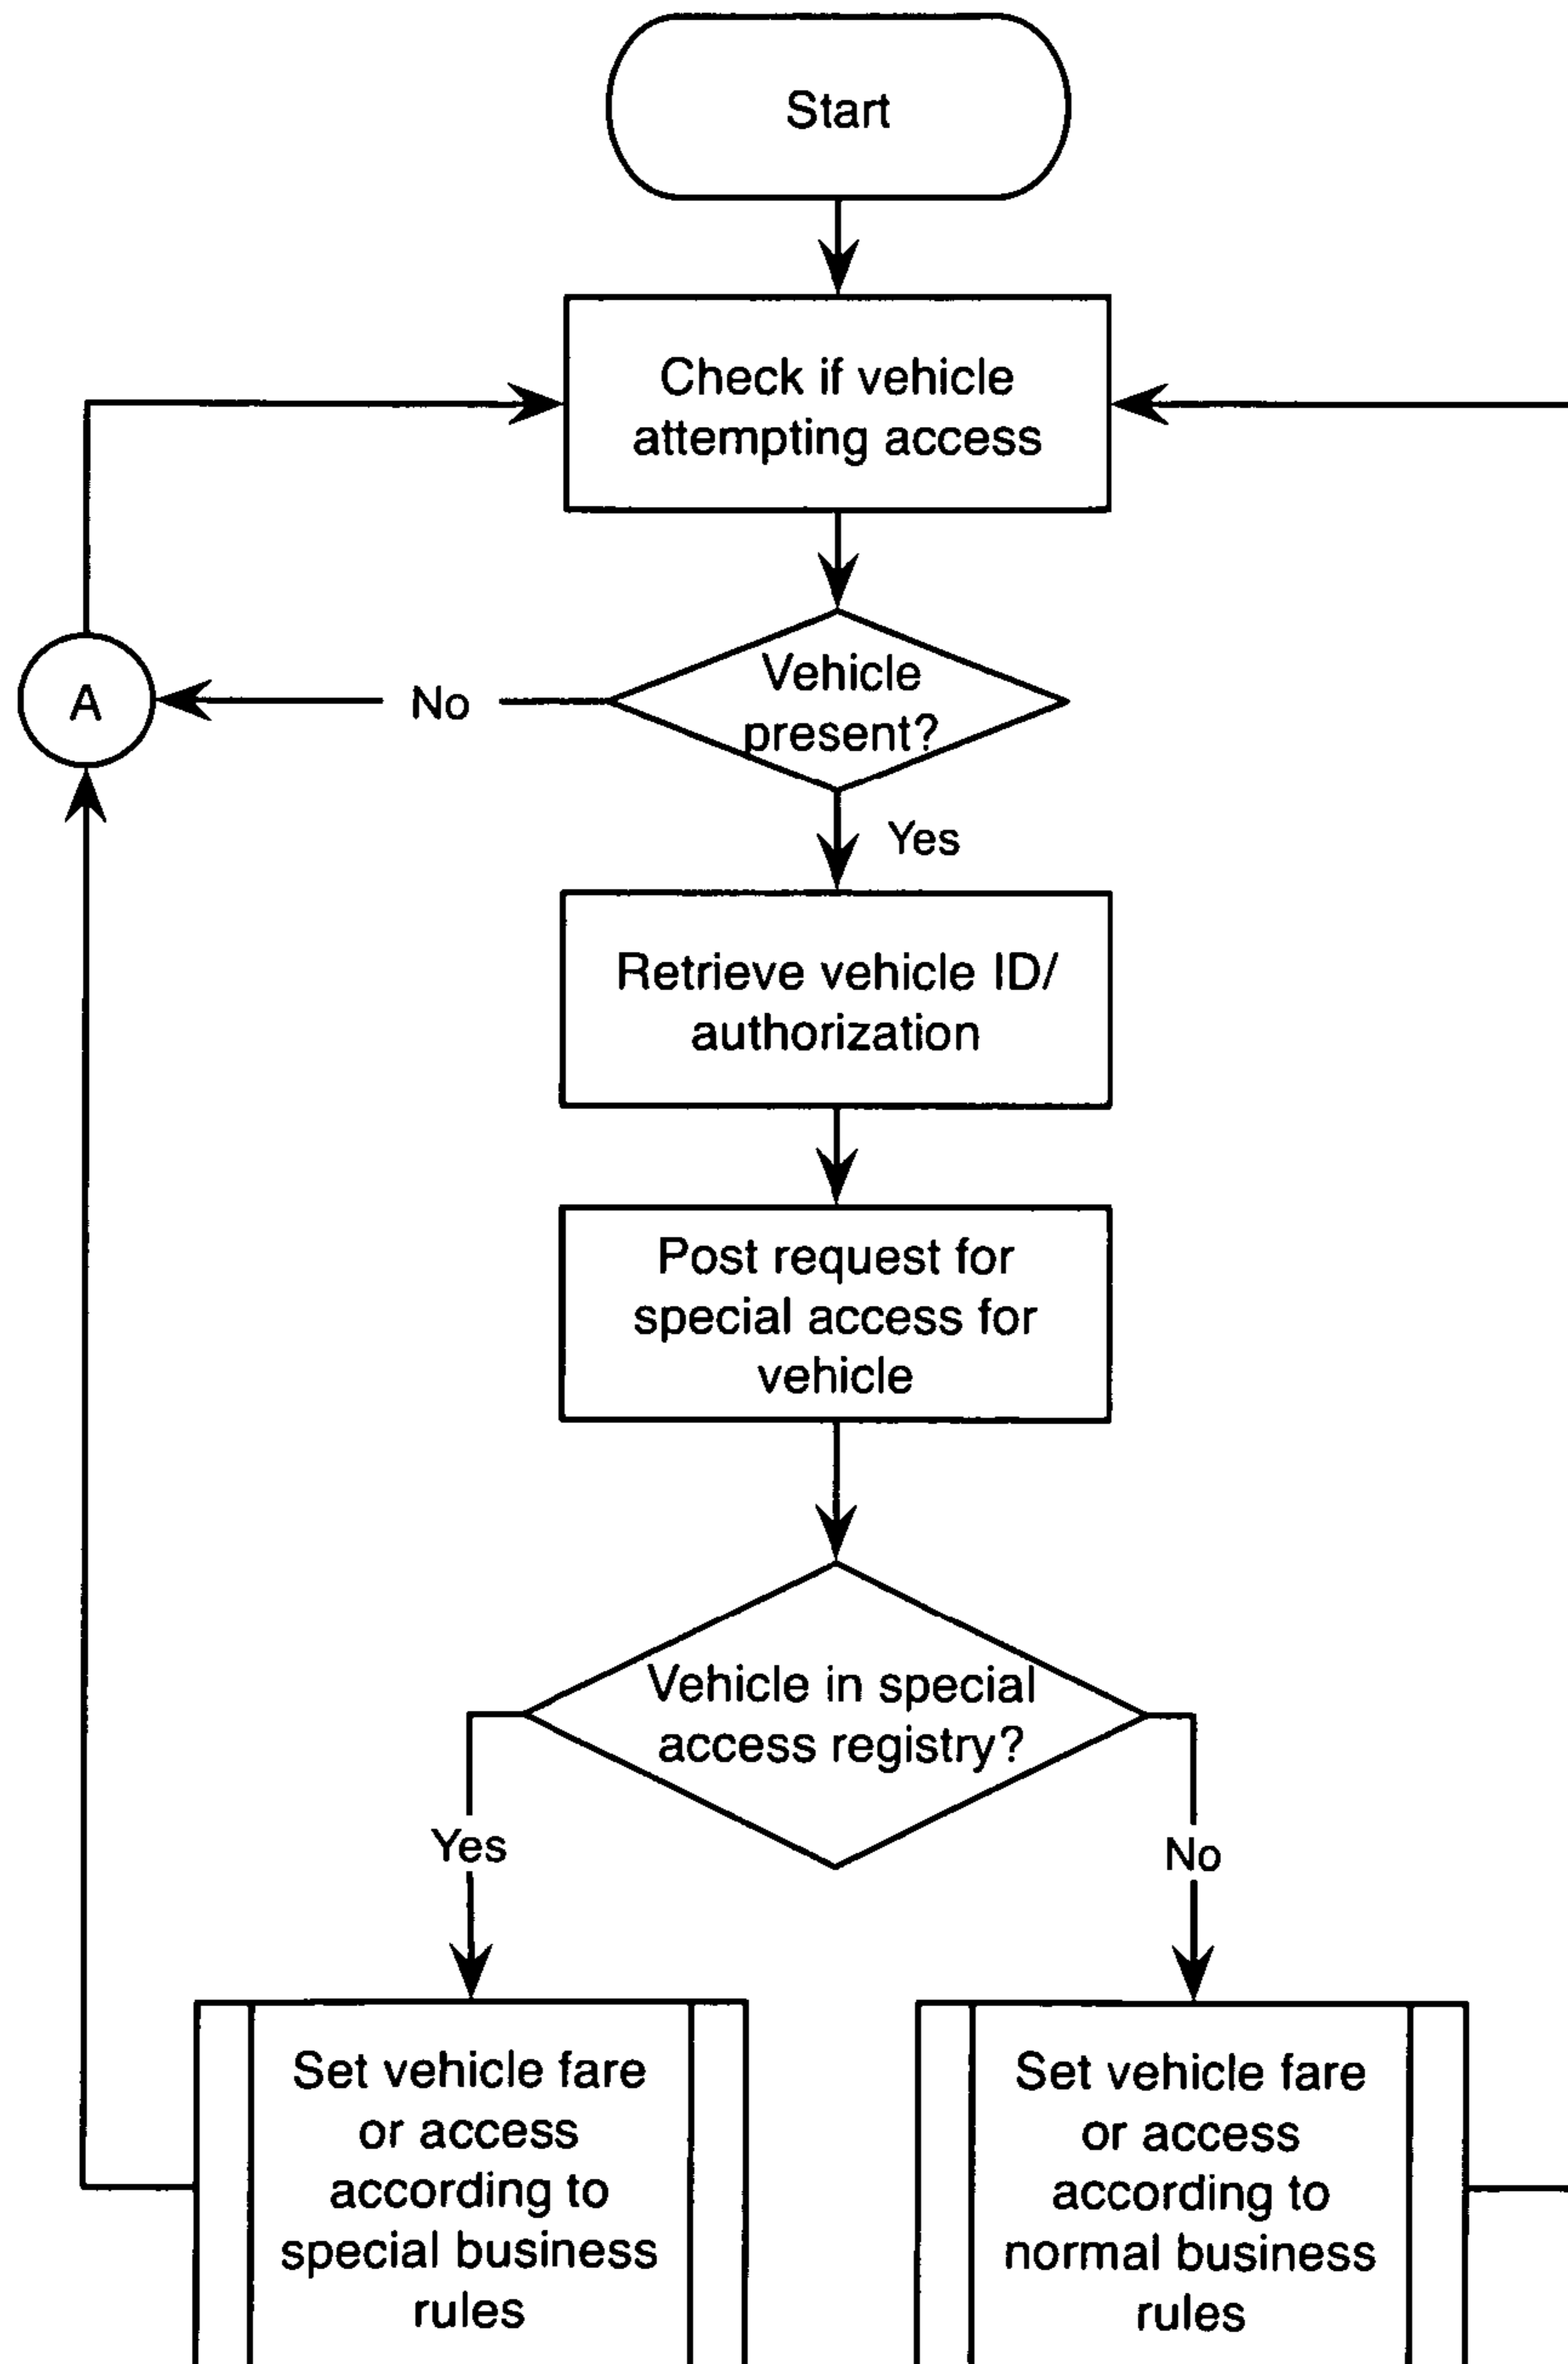 Start
Check if vehicle
attempting access
Vehicle
present?
No
A
Yes
Retrieve vehicle ID/
authorization
Post request for
special access for
vehicle
Vehicle in special
access registry?
Yes
No
Set vehicle fare
or access
according to
special business
rules
Set vehicle fare
or access
according to
normal business
rules